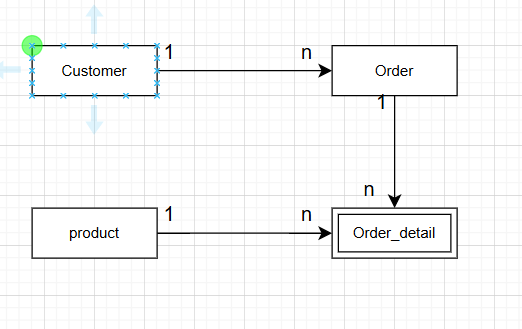 Customer
1
n
Order
1
n
product
1
n
Order_detail